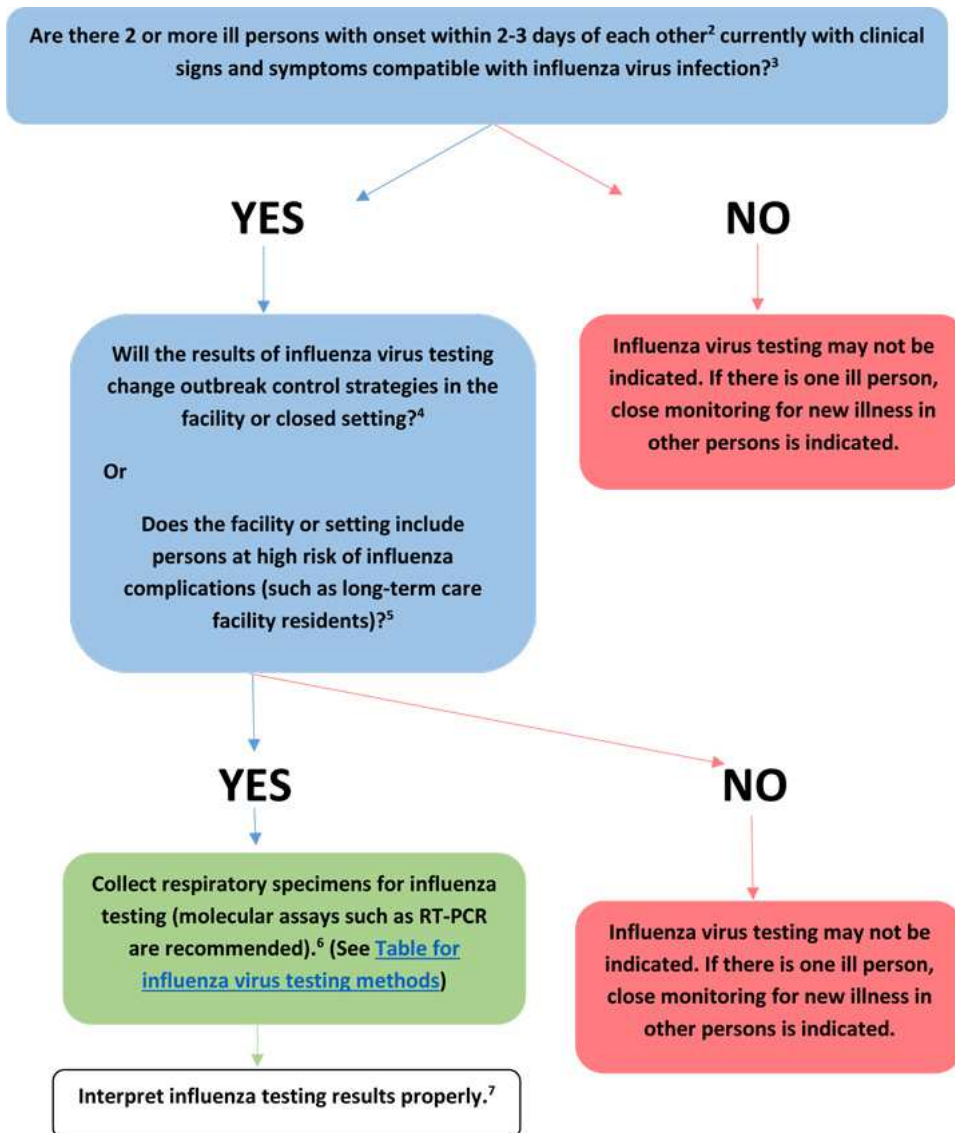 Are there 2 or more ill persons with onset within 2-3 days of each other² currently with clinical
signs and symptoms compatible with influenza virus infection?³
YES
NO
Will the results of influenza virus testing
change outbreak control strategies in the
facility or closed setting?⁴
Or
Does the facility or setting include
persons at high risk of influenza
complications (such as long-term care
facility residents)?⁵
Influenza virus testing may not be
indicated. If there is one ill person,
close monitoring for new illness in
other persons is indicated.
YES
NO
Collect respiratory specimens for influenza
testing (molecular assays such as RT-PCR
are recommended).⁶ (See Table for
influenza virus testing methods)
Influenza virus testing may not be
indicated. If there is one ill person,
close monitoring for new illness in
other persons is indicated.
Interpret influenza testing results properly.⁷